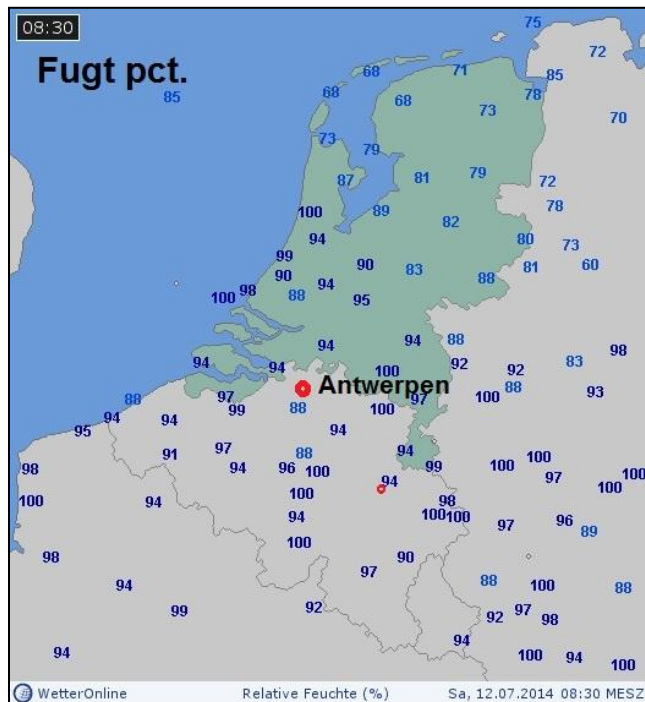 08:30
75
72
Fugt pct.
68 71 85
85 68 68 73 78
70
73 79
87 81 79 72
100 89 78
94 82 80 73
99 90 90 83 81 60
100 98 88 94 95 88
94 94 88 98
94 94 100 92 92 83
Antwerpen
88 97 99 88 100 97 100 88 93
95 94 94 94
91 97 88 94
98 94 96 100 94 99 100 100 97 100
100 94 100 98 100
94 100 100 97 96 89
98 100 97 90
94 88 100 88
99 92 92 97 98
94 94 100 94 100
WetterOnline Relative Feuchte (%) Sa, 12.07.2014 08:30 MESZ